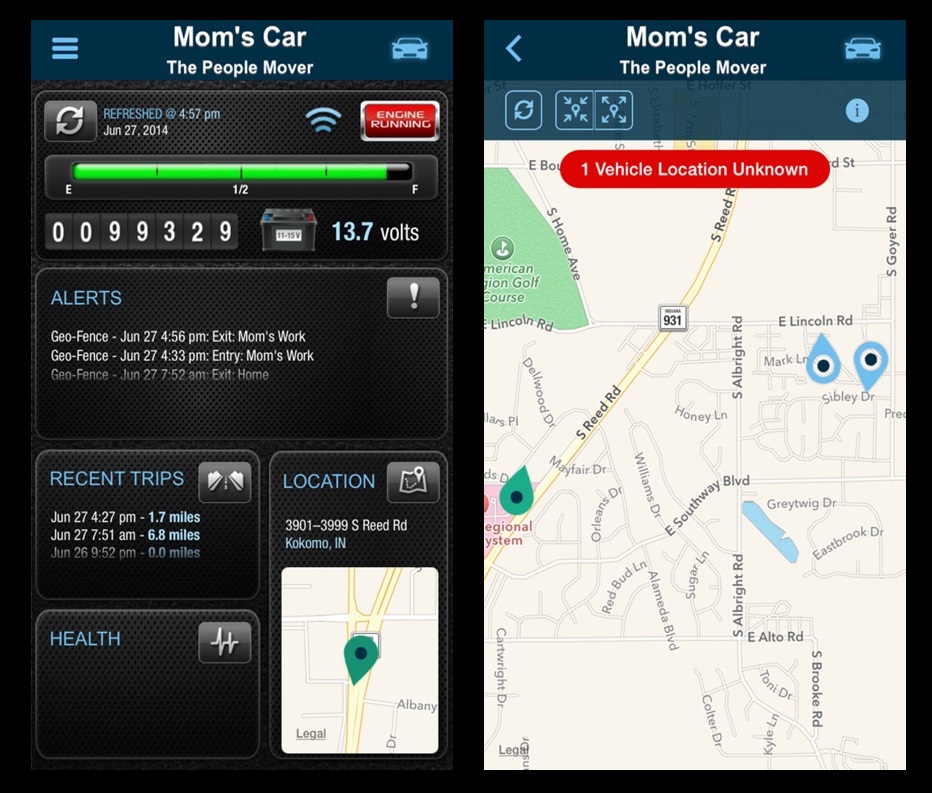 Mom's Car
The People Mover
REFRESHED @ 4:57 pm
Jun 27, 2014
ENGINE
RUNNING
E
1/2
F
0 0 9 9 3 2 9
11-15 V
13.7 volts
ALERTS
Geo-Fence - Jun 27 4:56 pm: Exit: Mom's Work
Geo-Fence - Jun 27 4:33 pm: Entry: Mom's Work
Geo-Fence - Jun 27 7:52 am: Exit: Home
RECENT TRIPS
Jun 27 4:27 pm - 1.7 miles
Jun 27 7:51 am - 6.8 miles
Jun 26 9:52 pm - 0.0 miles
LOCATION
3901–3999 S Reed Rd
Kokomo, IN
Albany
Dr
Legal
HEALTH
Mom's Car
The People Mover
E Hoffer St
S Elizabeth
i
1 Vehicle Location Unknown
E Bou
rd St
S Home Ave
S Reed R
S Goyer Rd
merican
gion Golf
Course
E Lincoln Rd
INDIANA
931
E Lincoln Rd
Mark Ln
S Albright Rd
Sibley Dr
Dellwood Dr
S Reed Rd
Honey Ln
llars Pl
Pred
ds D
Mayfair Dr
Williams Dr
E Southway Blvd
Orleans Dr
Greytwig Dr
egional
ystem
Eastbrook Dr
Red Bud Ln
Alameda Blvd
Sugar Ln
S Albright Rd
E Alto Rd
Cartwright Dr
S Brooke Rd
Toni Dr
Colter Dr
Kyle Ln
Legal
ns Dr